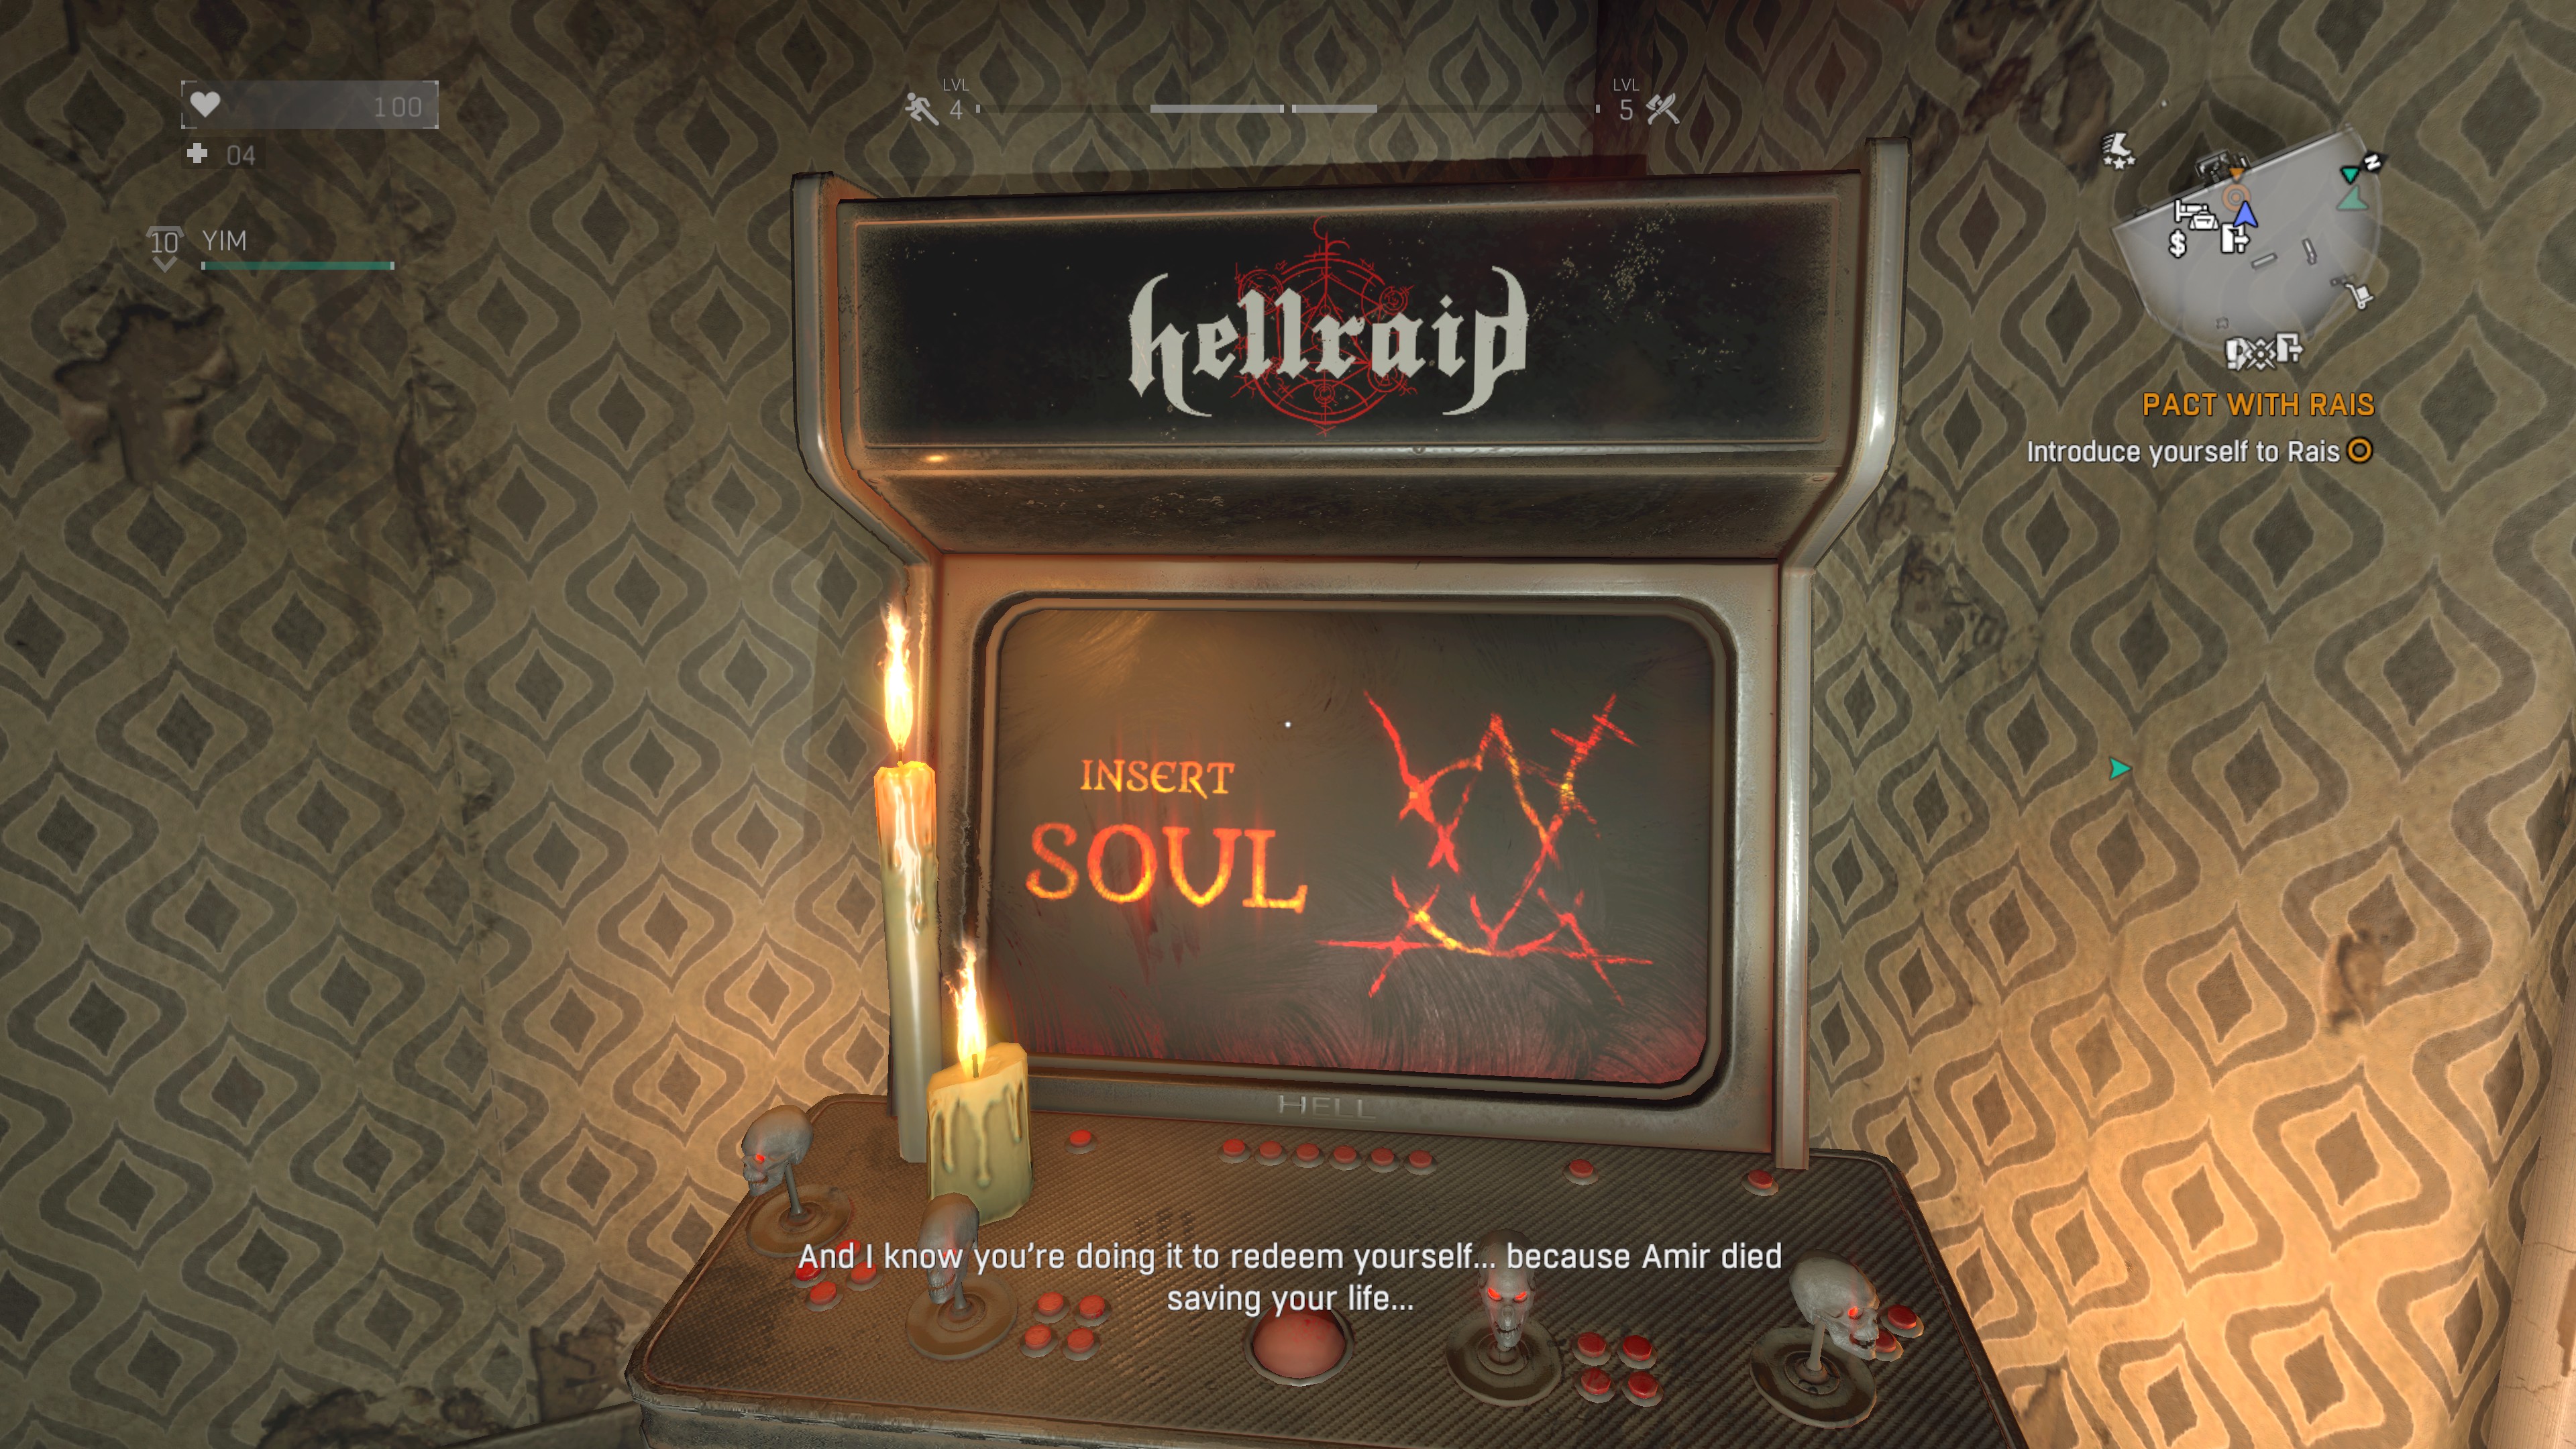 LVL
4
LVL
5
100
04
10 YIM
N
$
hellraid
PACT WITH RAIS
Introduce yourself to Rais
INSERT
SOUL
HELL
And I know you're doing it to redeem yourself... because Amir died
saving your life...